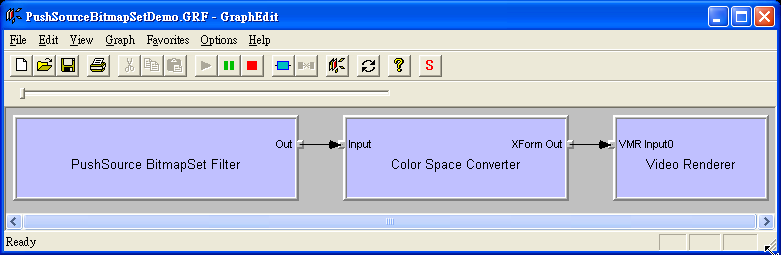 PushSourceBitmapSetDemo.GRF - GraphEdit
File Edit View Graph Favorites Options Help
? S
Out Input XForm Out VMR Input0
PushSource BitmapSet Filter Color Space Converter Video Renderer
Ready